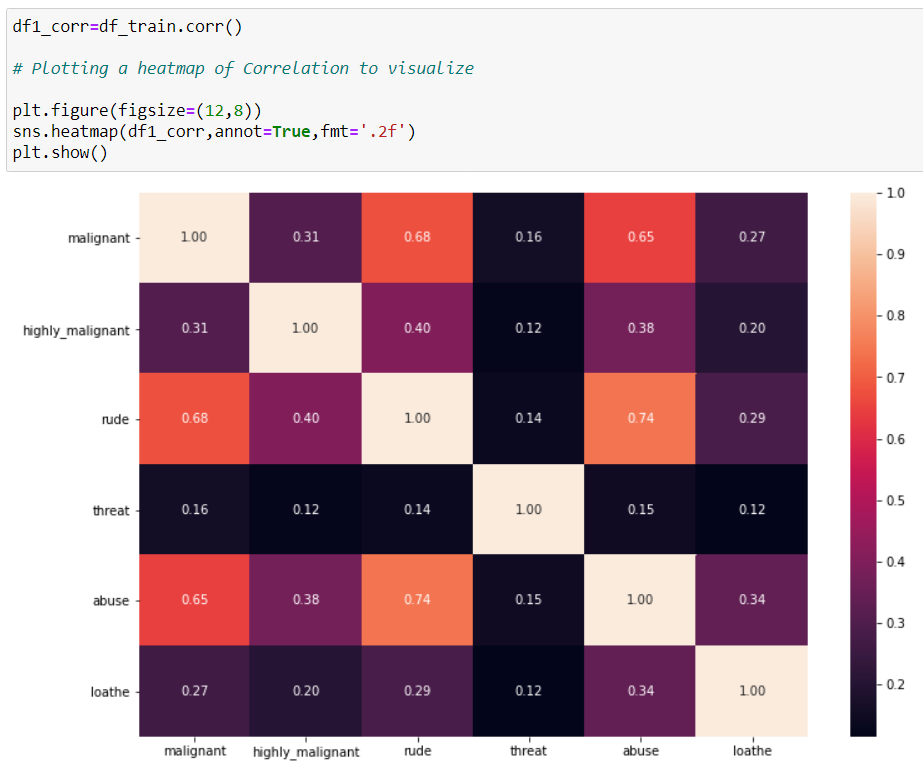 df1_corr=df_train.corr()
# Plotting a heatmap of Correlation to visualize
plt.figure(figsize=(12,8))
sns.heatmap(df1_corr,annot=True,fmt='.2f')
plt.show()
malignant 1.00 0.31 0.68 0.16 0.65 0.27
highly_malignant 0.31 1.00 0.40 0.12 0.38 0.20
rude 0.68 0.40 1.00 0.14 0.74 0.29
threat 0.16 0.12 0.14 1.00 0.15 0.12
abuse 0.65 0.38 0.74 0.15 1.00 0.34
loathe 0.27 0.20 0.29 0.12 0.34 1.00
malignant highly_malignant rude threat abuse loathe
1.0
0.9
0.8
0.7
0.6
0.5
0.4
0.3
0.2